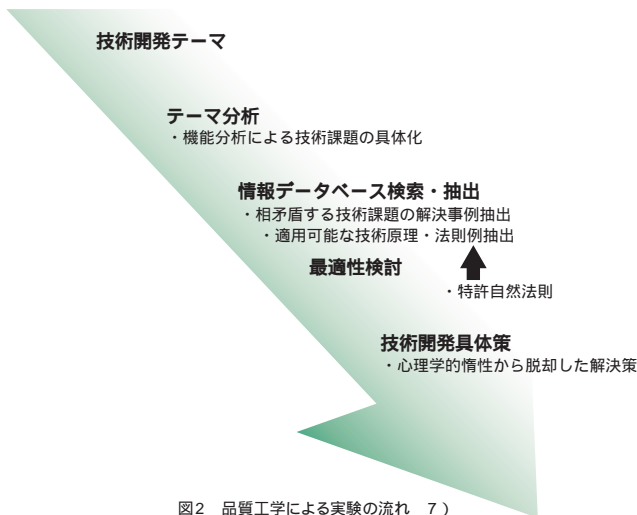 技術開発テーマ
テーマ分析
・機能分析による技術課題の具体化
情報データベース検索・抽出
・相矛盾する技術課題の解決事例抽出
・適用可能な技術原理・法則例抽出
最適性検討
・特許自然法則
技術開発具体策
・心理学的惰性から脱却した解決策
図2 品質工学による実験の流れ 7)